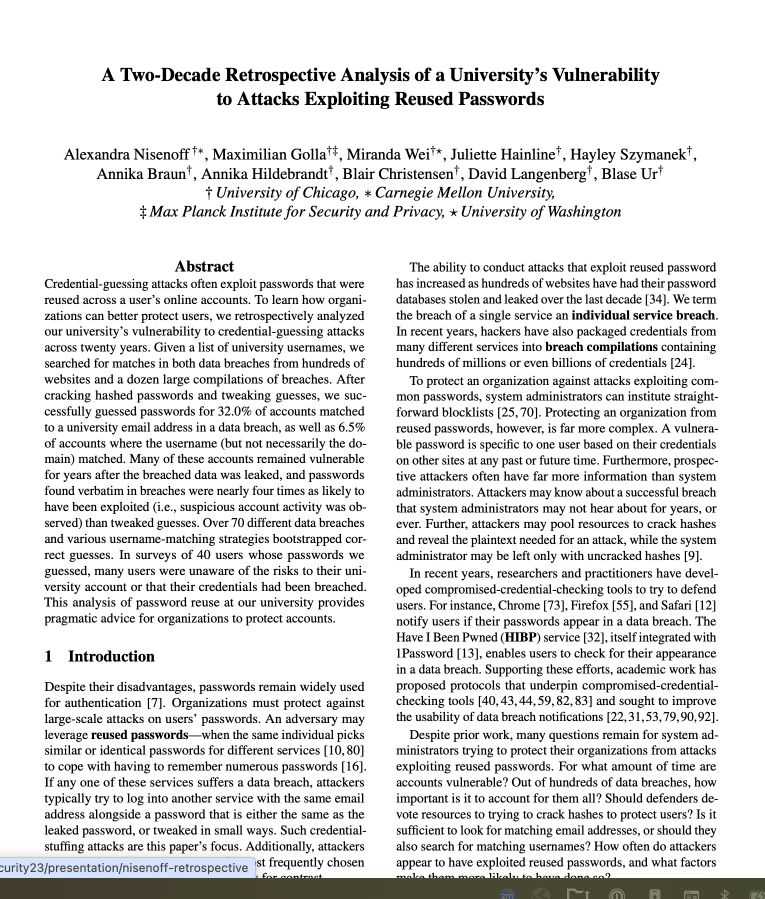 A Two-Decade Retrospective Analysis of a University's Vulnerability
to Attacks Exploiting Reused Passwords
Alexandra Nisenoff†∗, Maximilian Golla†‡, Miranda Wei†⋆, Juliette Hainline†, Hayley Szymanek†,
Annika Braun†, Annika Hildebrandt†, Blair Christensen†, David Langenberg†, Blase Ur†
† University of Chicago, ∗ Carnegie Mellon University,
‡ Max Planck Institute for Security and Privacy, ⋆ University of Washington
Abstract
Credential-guessing attacks often exploit passwords that were
reused across a user's online accounts. To learn how organi-
zations can better protect users, we retrospectively analyzed
our university's vulnerability to credential-guessing attacks
across twenty years. Given a list of university usernames, we
searched for matches in both data breaches from hundreds of
websites and a dozen large compilations of breaches. After
cracking hashed passwords and tweaking guesses, we suc-
cessfully guessed passwords for 32.0% of accounts matched
to a university email address in a data breach, as well as 6.5%
of accounts where the username (but not necessarily the do-
main) matched. Many of these accounts remained vulnerable
for years after the breached data was leaked, and passwords
found verbatim in breaches were nearly four times as likely to
have been exploited (i.e., suspicious account activity was ob-
served) than tweaked guesses. Over 70 different data breaches
and various username-matching strategies bootstrapped cor-
rect guesses. In surveys of 40 users whose passwords we
guessed, many users were unaware of the risks to their uni-
versity account or that their credentials had been breached.
This analysis of password reuse at our university provides
pragmatic advice for organizations to protect accounts.
1 Introduction
Despite their disadvantages, passwords remain widely used
for authentication [7]. Organizations must protect against
large-scale attacks on users' passwords. An adversary may
leverage reused passwords—when the same individual picks
similar or identical passwords for different services [10,80]
to cope with having to remember numerous passwords [16].
If any one of these services suffers a data breach, attackers
typically try to log into another service with the same email
address alongside a password that is either the same as the
leaked password, or tweaked in small ways. Such credential-
stuffing attacks are this paper's focus. Additionally, attackers
st frequently chosen
for contrast
curity23/presentation/nisenoff-retrospective
The ability to conduct attacks that exploit reused password
has increased as hundreds of websites have had their password
databases stolen and leaked over the last decade [34]. We term
the breach of a single service an individual service breach.
In recent years, hackers have also packaged credentials from
many different services into breach compilations containing
hundreds of millions or even billions of credentials [24].
To protect an organization against attacks exploiting com-
mon passwords, system administrators can institute straight-
forward blocklists [25,70]. Protecting an organization from
reused passwords, however, is far more complex. A vulnera-
ble password is specific to one user based on their credentials
on other sites at any past or future time. Furthermore, prospec-
tive attackers often have far more information than system
administrators. Attackers may know about a successful breach
that system administrators may not hear about for years, or
ever. Further, attackers may pool resources to crack hashes
and reveal the plaintext needed for an attack, while the system
administrator may be left only with uncracked hashes [9].
In recent years, researchers and practitioners have devel-
oped compromised-credential-checking tools to try to defend
users. For instance, Chrome [73], Firefox [55], and Safari [12]
notify users if their passwords appear in a data breach. The
Have I Been Pwned (HIBP) service [32], itself integrated with
1Password [13], enables users to check for their appearance
in a data breach. Supporting these efforts, academic work has
proposed protocols that underpin compromised-credential-
checking tools [40,43,44,59,82,83] and sought to improve
the usability of data breach notifications [22,31,53,79,90,92].
Despite prior work, many questions remain for system ad-
ministrators trying to protect their organizations from attacks
exploiting reused passwords. For what amount of time are
accounts vulnerable? Out of hundreds of data breaches, how
important is it to account for them all? Should defenders de-
vote resources to trying to crack hashes to protect users? Is it
sufficient to look for matching email addresses, or should they
also search for matching usernames? How often do attackers
appear to have exploited reused passwords, and what factors
make them more likely to have done so?
zm